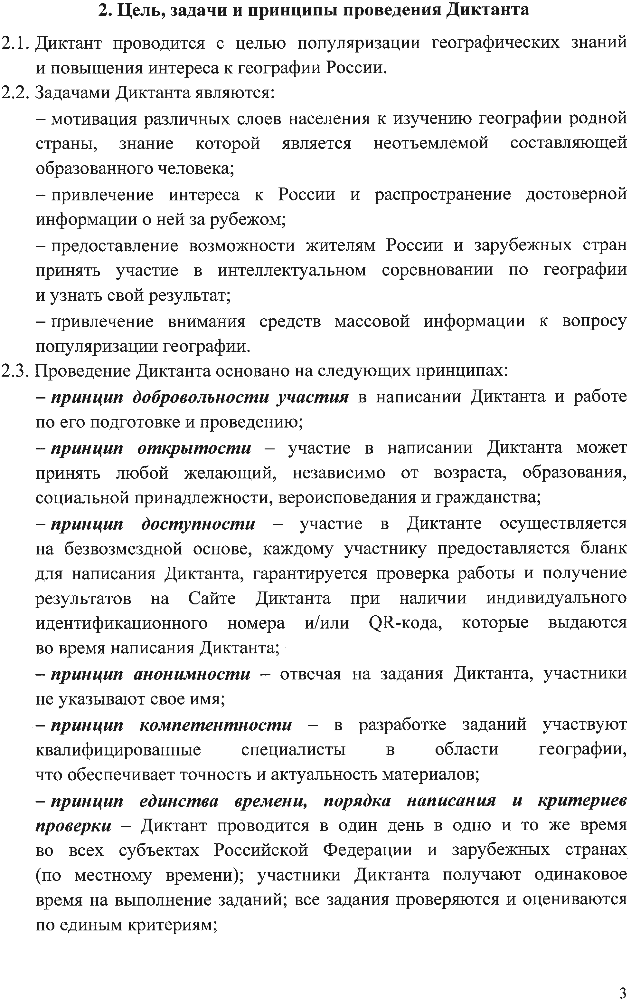 2. Цель, задачи и принципы проведения Диктанта
2.1. Диктант проводится с целью популяризации географических знаний
и повышения интереса к географии России.
2.2. Задачами Диктанта являются:
– мотивация различных слоев населения к изучению географии родной
страны, знание которой является неотъемлемой составляющей
образованного человека;
– привлечение интереса к России и распространение достоверной
информации о ней за рубежом;
– предоставление возможности жителям России и зарубежных стран
принять участие в интеллектуальном соревновании по географии
и узнать свой результат;
– привлечение внимания средств массовой информации к вопросу
популяризации географии.
2.3. Проведение Диктанта основано на следующих принципах:
– принцип добровольности участия в написании Диктанта и работе
по его подготовке и проведению;
– принцип открытости – участие в написании Диктанта может
принять любой желающий, независимо от возраста, образования,
социальной принадлежности, вероисповедания и гражданства;
– принцип доступности – участие в Диктанте осуществляется
на безвозмездной основе, каждому участнику предоставляется бланк
для написания Диктанта, гарантируется проверка работы и получение
результатов на Сайте Диктанта при наличии индивидуального
идентификационного номера и/или QR-кода, которые выдаются
во время написания Диктанта;
– принцип анонимности – отвечая на задания Диктанта, участники
не указывают свое имя;
– принцип компетентности – в разработке заданий участвуют
квалифицированные специалисты в области географии,
что обеспечивает точность и актуальность материалов;
– принцип единства времени, порядка написания и критериев
проверки – Диктант проводится в один день в одно и то же время
во всех субъектах Российской Федерации и зарубежных странах
(по местному времени); участники Диктанта получают одинаковое
время на выполнение заданий; все задания проверяются и оцениваются
по единым критериям;
3